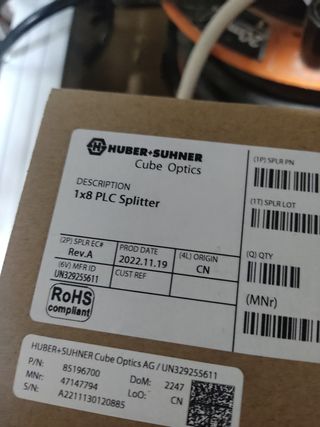 HUBER+SUHNER
Cube Optics
DESCRIPTION
1x8 PLC Splitter
(2P) SPLR EC#
Rev.A
PROD DATE
2022.11.19
(4L) ORIGIN
CN
(6V) MFR ID
UN329255611
CUST REF
RoHS
compliant
(1P) SPLR PN
(1T) SPLR LOT
(Q) QTY
(MNr)
HUBER+SUHNER Cube Optics AG / UN329255611
P/N: 85196700 DoM: 2247
MNr: 47147794 LoO: CN
S/N: A2211130120885